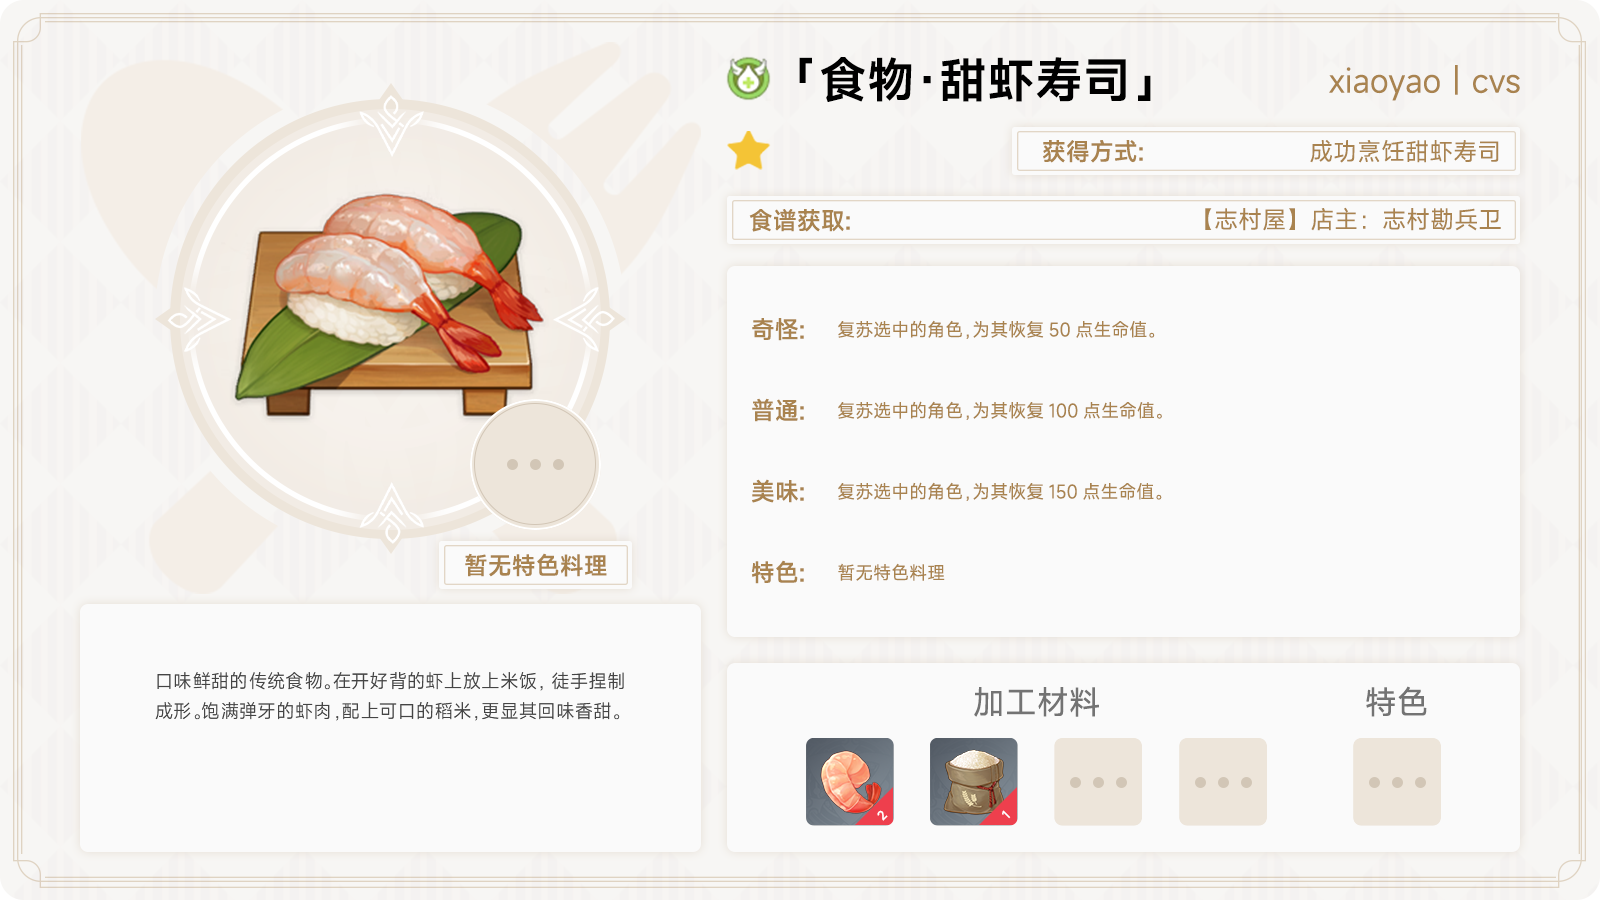 「食物·甜虾寿司」
xiaoyao | cvs
获得方式: 成功烹饪甜虾寿司
食谱获取: 【志村屋】店主：志村勘兵卫
奇怪: 复苏选中的角色,为其恢复 50 点生命值。
普通: 复苏选中的角色,为其恢复 100 点生命值。
美味: 复苏选中的角色,为其恢复 150 点生命值。
特色: 暂无特色料理
暂无特色料理
口味鲜甜的传统食物。在开好背的虾上放上米饭，徒手捏制
成形。饱满弹牙的虾肉,配上可口的稻米,更显其回味香甜。
加工材料 特色
2 1